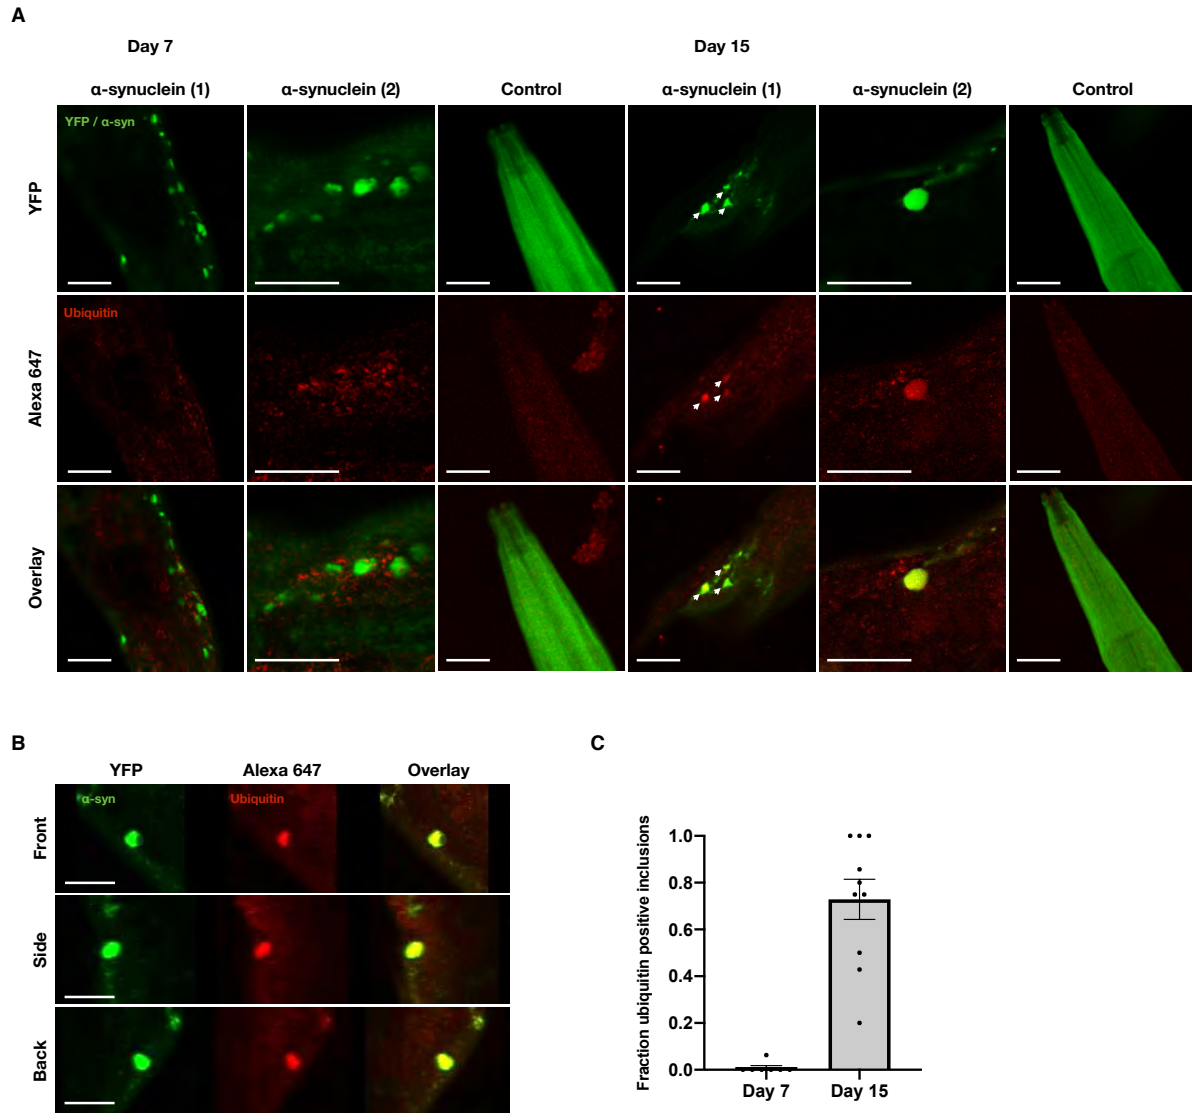 A
Day 7
Day 15
α-synuclein (1)
α-synuclein (2)
Control
α-synuclein (1)
α-synuclein (2)
Control
YFP / α-syn
YFP
Ubiquitin
Alexa 647
Overlay
B
YFP
Alexa 647
Overlay
α-syn
Ubiquitin
Front
Side
Back
C
Fraction ubiquitin positive inclusions
1.0
0.8
0.6
0.4
0.2
0.0
Day 7
Day 15